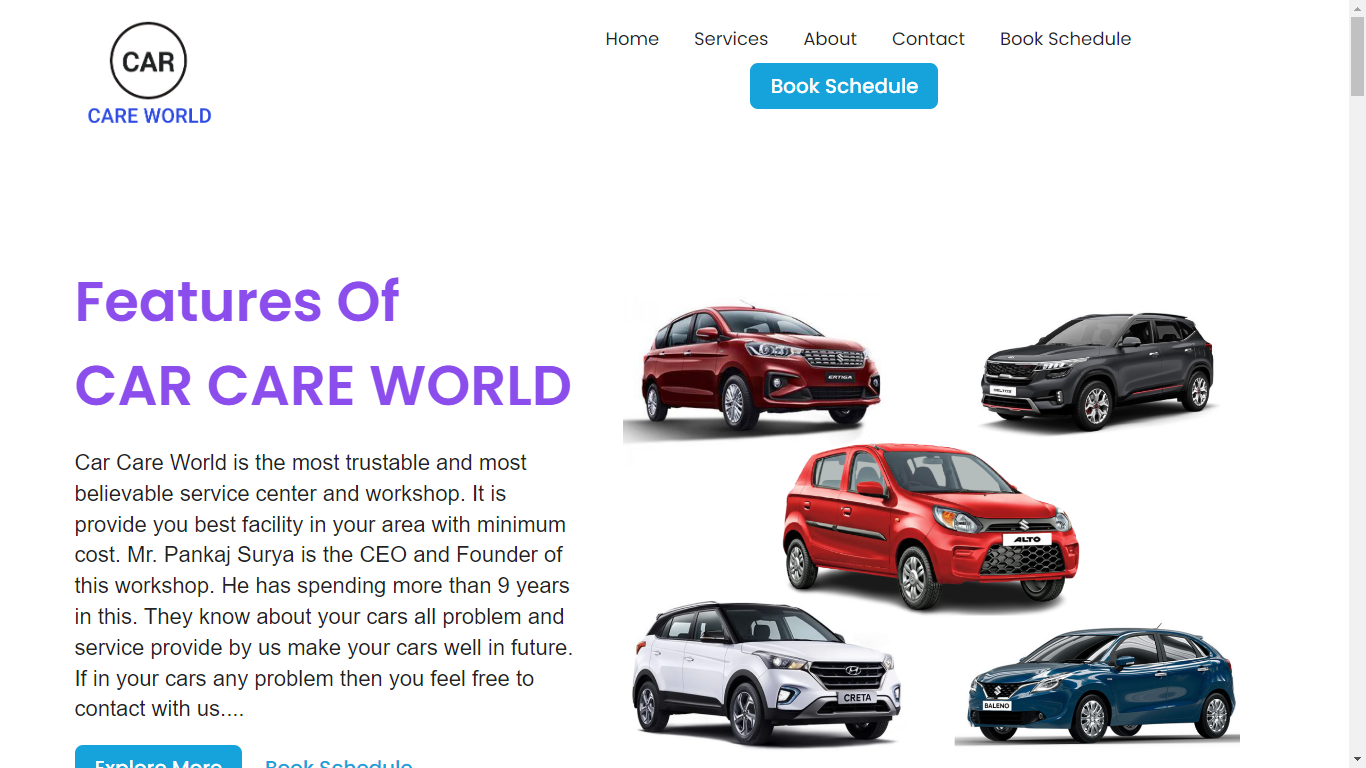 CAR
CARE WORLD
Home Services About Contact Book Schedule
Book Schedule
Features Of
CAR CARE WORLD
Car Care World is the most trustable and most
believable service center and workshop. It is
provide you best facility in your area with minimum
cost. Mr. Pankaj Surya is the CEO and Founder of
this workshop. He has spending more than 9 years
in this. They know about your cars all problem and
service provide by us make your cars well in future.
If in your cars any problem then you feel free to
contact with us....
Explore More Book Schedule
ERTIGA
SELTOS
ALTO
CRETA
BALENO